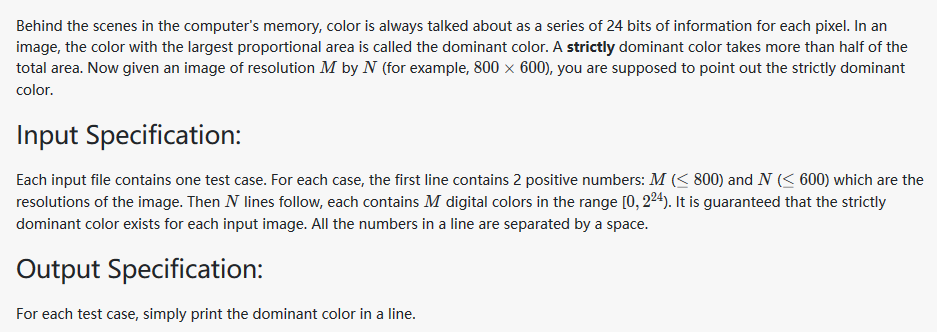 Behind the scenes in the computer's memory, color is always talked about as a series of 24 bits of information for each pixel. In an
image, the color with the largest proportional area is called the dominant color. A strictly dominant color takes more than half of the
total area. Now given an image of resolution M by N (for example, 800 × 600), you are supposed to point out the strictly dominant
color.
Input Specification:
Each input file contains one test case. For each case, the first line contains 2 positive numbers: M (≤ 800) and N (≤ 600) which are the
resolutions of the image. Then N lines follow, each contains M digital colors in the range [0, 2²⁴). It is guaranteed that the strictly
dominant color exists for each input image. All the numbers in a line are separated by a space.
Output Specification:
For each test case, simply print the dominant color in a line.